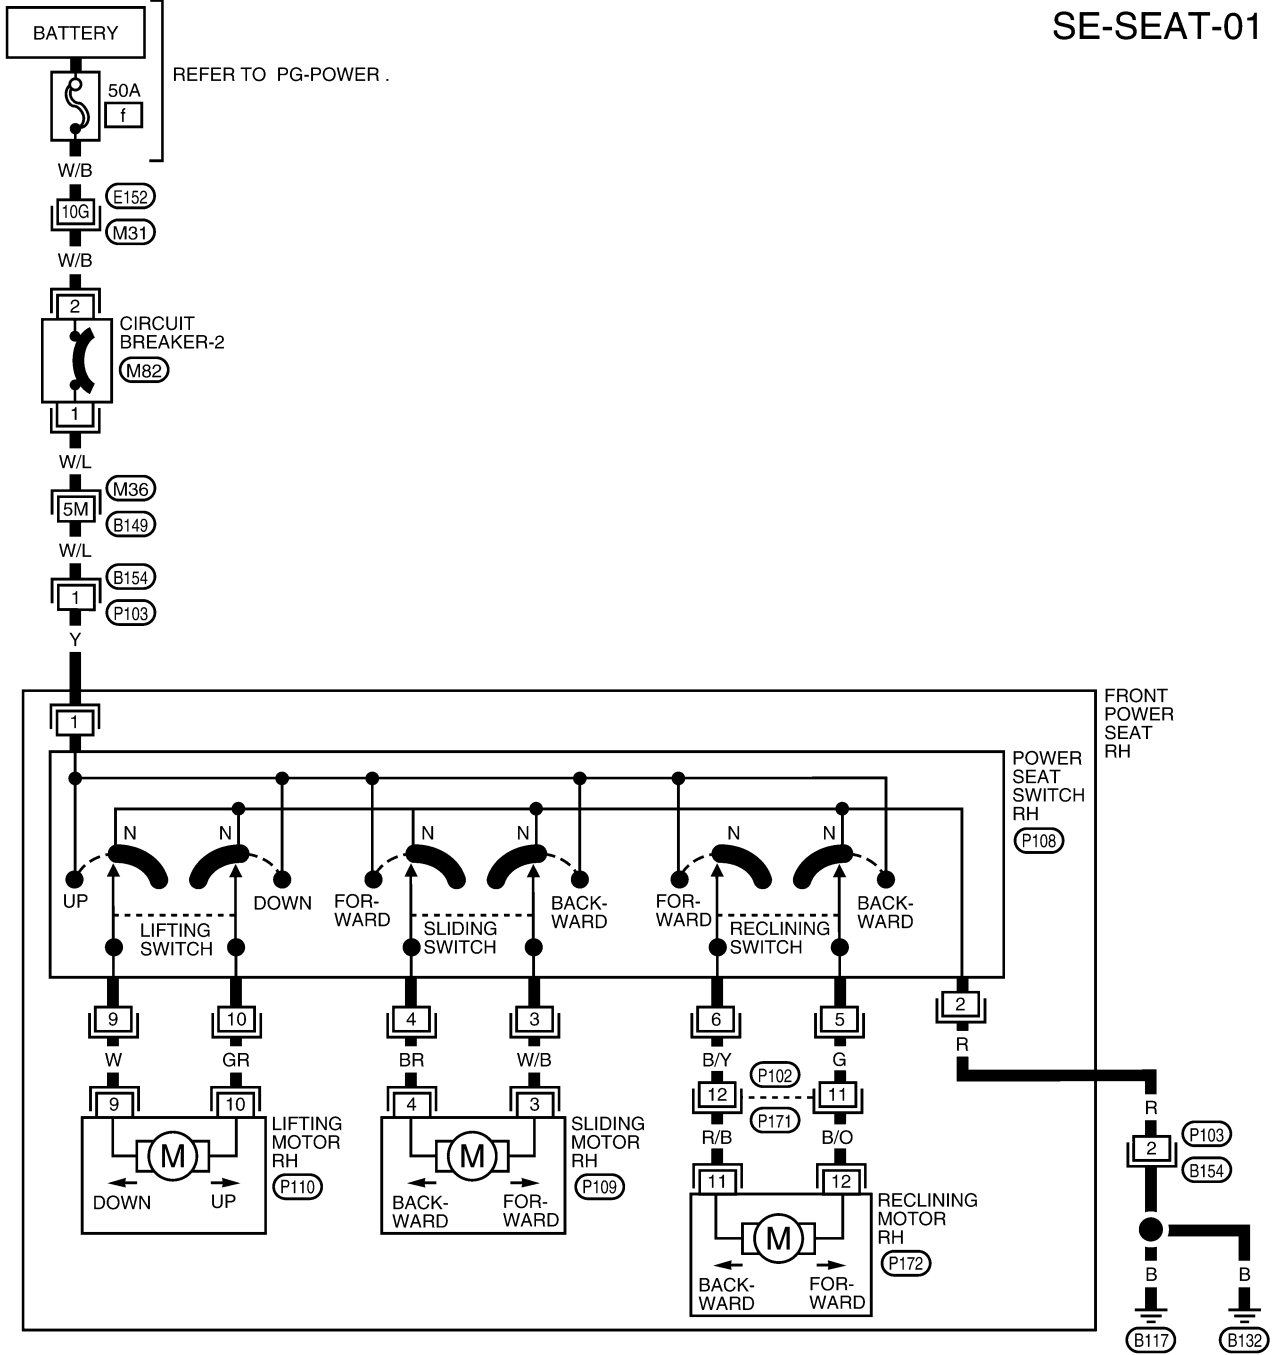 SE-SEAT-01
BATTERY
REFER TO PG-POWER .
50A
f
W/B
E152
10G
M31
W/B
2
CIRCUIT
BREAKER-2
M82
1
W/L
M36
5M
B149
W/L
B154
1
P103
Y
FRONT
POWER
SEAT
RH
1
POWER
SEAT
SWITCH
RH
P108
N N N N N N
UP DOWN FOR-
WARD BACK-
WARD FOR-
WARD BACK-
WARD
LIFTING
SWITCH
SLIDING
SWITCH
RECLINING
SWITCH
9 10 4 3 6 5 2
W GR BR W/B B/Y G R
9 10 4 3 12 P102 11
P171
R/B B/O
11 12
LIFTING
MOTOR
RH
P110
M
DOWN UP
SLIDING
MOTOR
RH
P109
M
BACK-
WARD
FOR-
WARD
RECLINING
MOTOR
RH
P172
M
BACK-
WARD
FOR-
WARD
R
P103
2
B154
B B
B117 B132